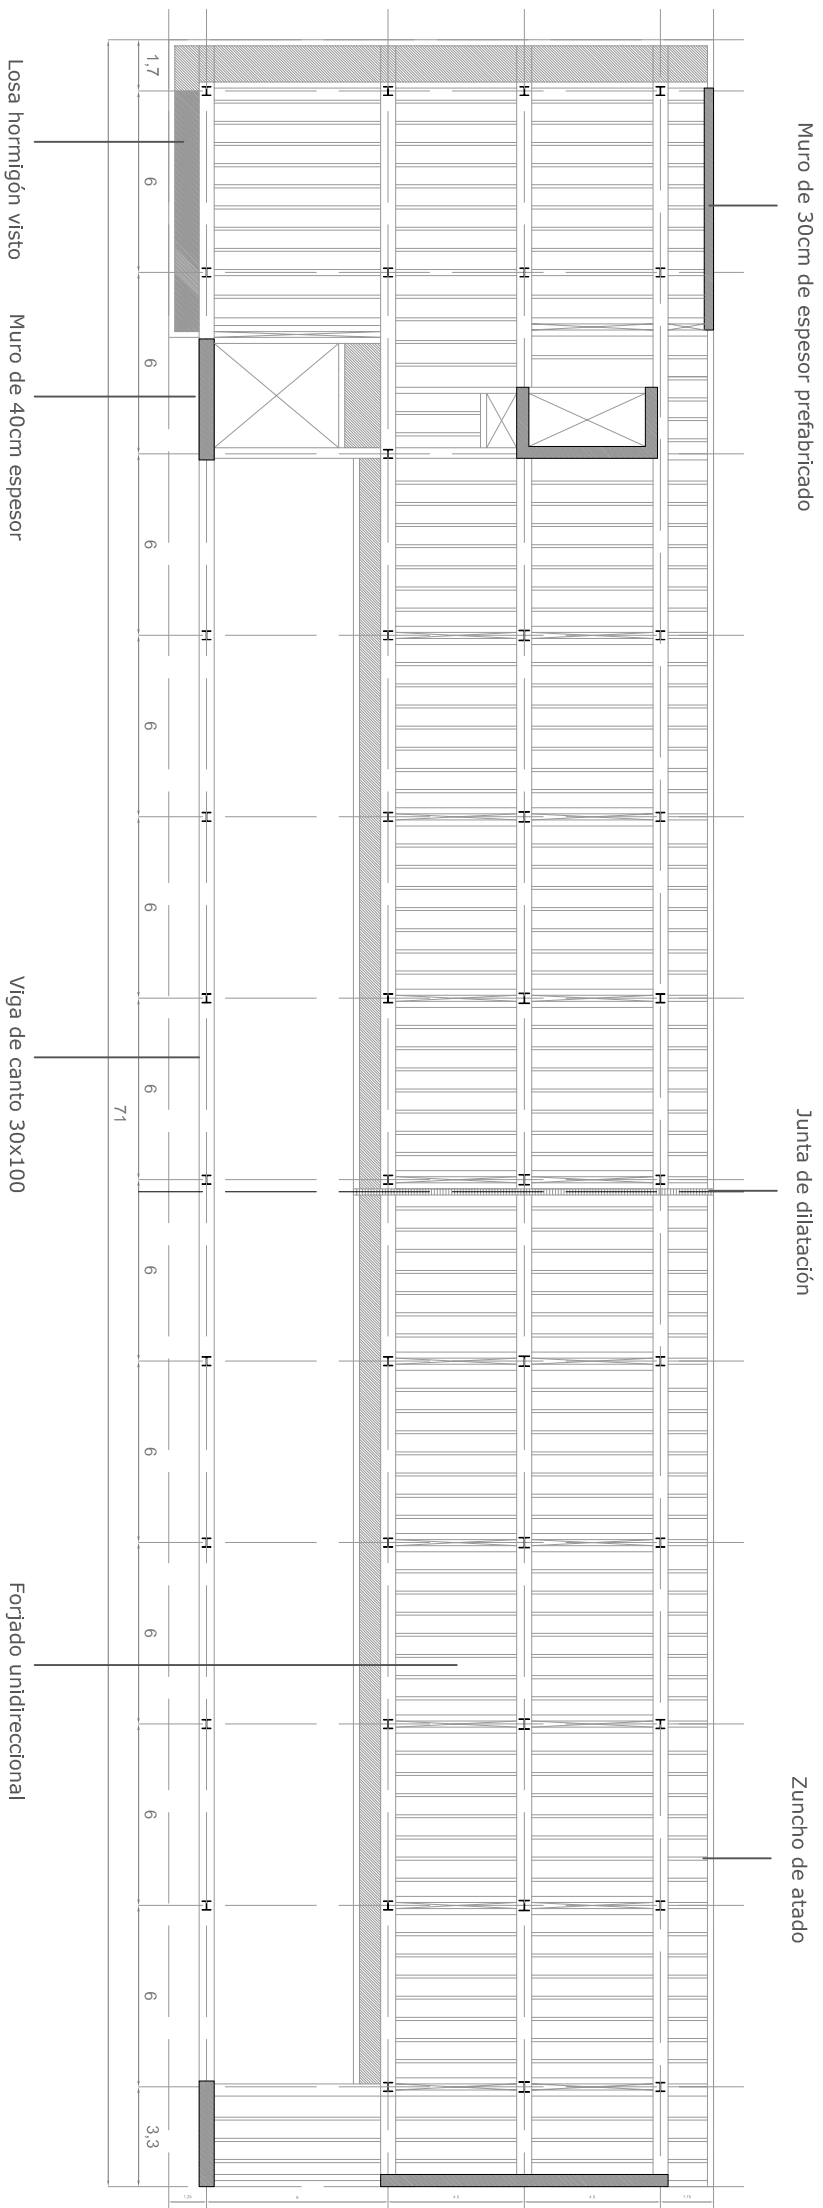 Muro de 30cm de espesor prefabricado
Junta de dilatación
Zuncho de atado
1,7
6
6
6
6
6
6
6
6
6
6
6
3,3
71
Losa hormigón visto
Muro de 40cm espesor
Viga de canto 30x100
Forjado unidireccional